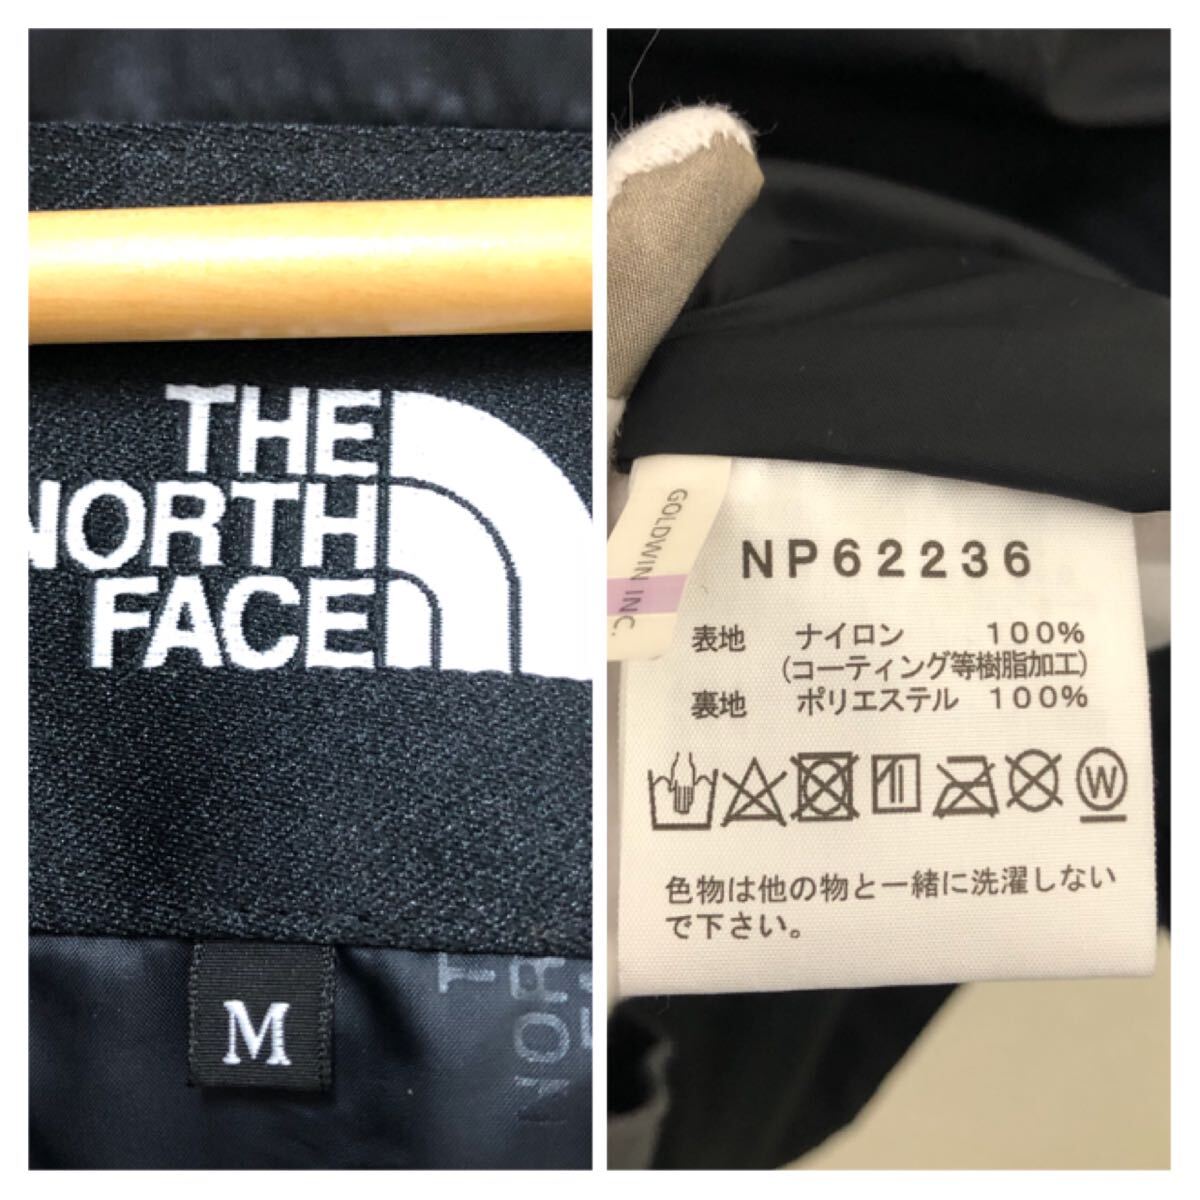 THE
NORTH
FACE
M
GOLDWIN INC.
NP62236
表地 ナイロン 100%
(コーティング等樹脂加工)
裏地 ポリエステル 100%
W
色物は他の物と一緒に洗濯しない
で下さい。